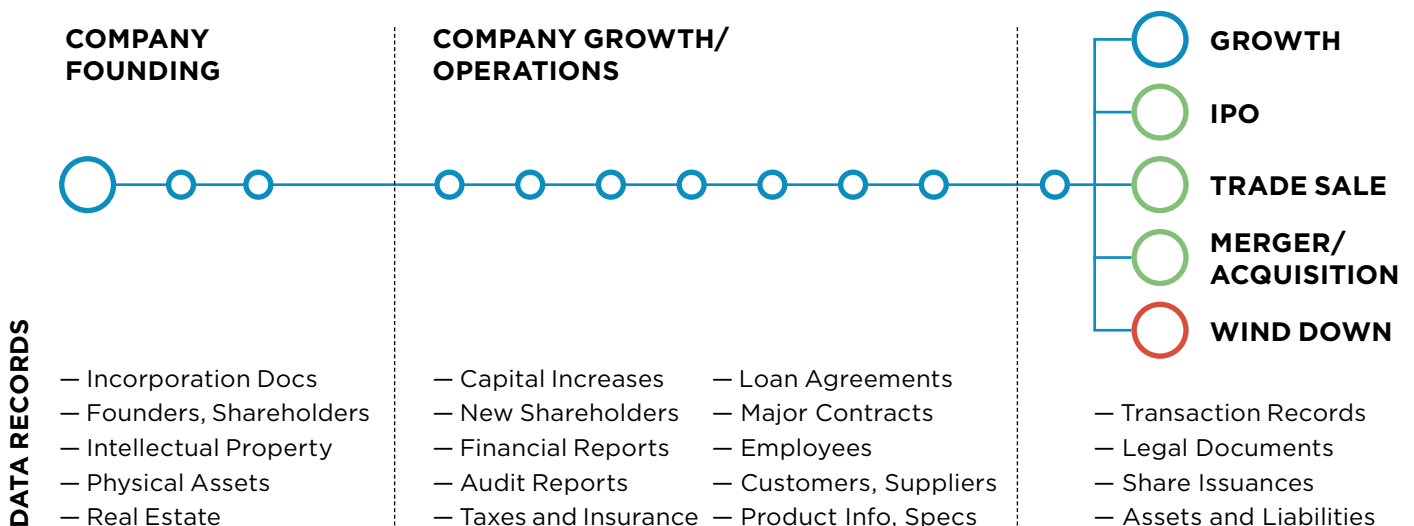 COMPANY
FOUNDING
COMPANY GROWTH/
OPERATIONS
GROWTH
IPO
TRADE SALE
MERGER/
ACQUISITION
WIND DOWN
DATA RECORDS
— Incorporation Docs
— Founders, Shareholders
— Intellectual Property
— Physical Assets
— Real Estate
— Capital Increases
— New Shareholders
— Financial Reports
— Audit Reports
— Taxes and Insurance
— Loan Agreements
— Major Contracts
— Employees
— Customers, Suppliers
— Product Info, Specs
— Transaction Records
— Legal Documents
— Share Issuances
— Assets and Liabilities